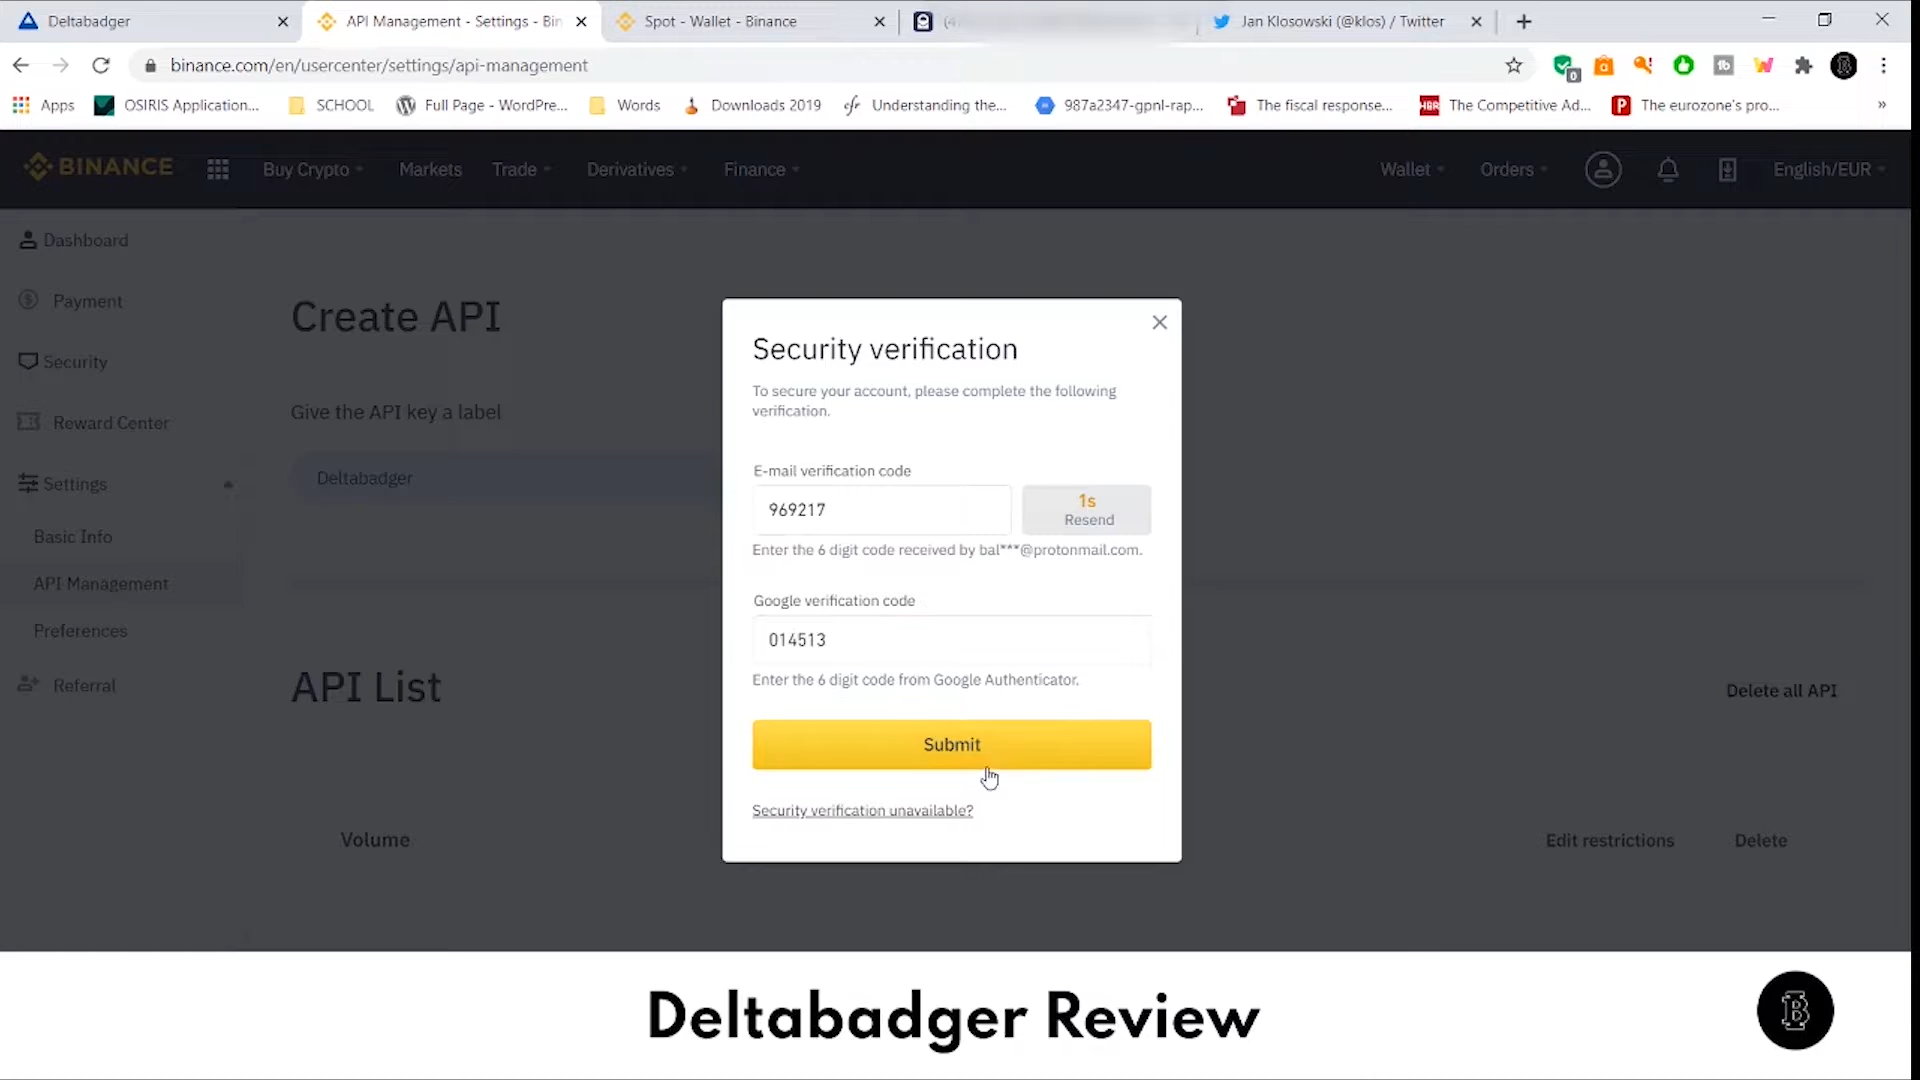 Deltabadger
API Management - Settings - Bin
Spot - Wallet - Binance
Jan Klosowski (@klos) / Twitter
binance.com/en/usercenter/settings/api-management
0
Apps
OSIRIS Application...
SCHOOL
Full Page - WordPre...
Words
Downloads 2019
Understanding the...
987a2347-gpnl-rap...
The fiscal response...
HBR
The Competitive Ad...
The eurozone's pro...
»
BINANCE
Buy Crypto
Markets
Trade
Derivatives
Finance
Wallet
Orders
English/EUR
Dashboard
Payment
Security
Reward Center
Settings
Basic Info
API Management
Preferences
Referral
Create API
Give the API key a label
Deltabadger
API List
Delete all API
Volume
Edit restrictions
Delete
Security verification
To secure your account, please complete the following
verification.
E-mail verification code
969217
1s
Resend
Enter the 6 digit code received by bal***@protonmail.com.
Google verification code
014513
Enter the 6 digit code from Google Authenticator.
Submit
Security verification unavailable?
Deltabadger Review